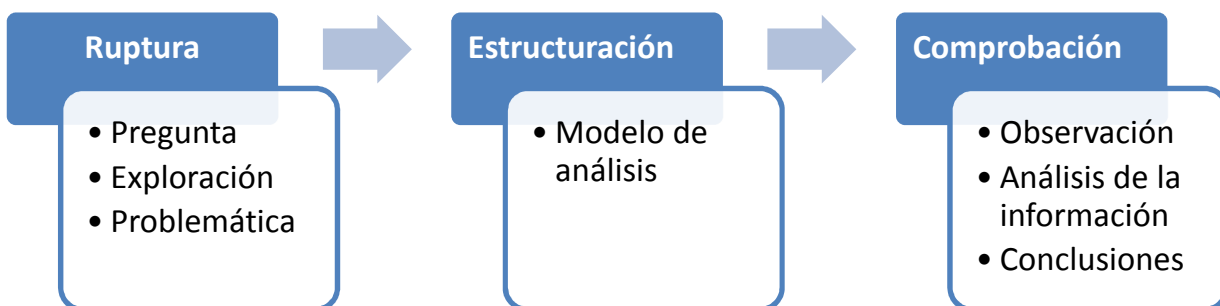 Ruptura
• Pregunta
• Exploración
• Problemática
Estructuración
• Modelo de
análisis
Comprobación
• Observación
• Análisis de la
información
• Conclusiones